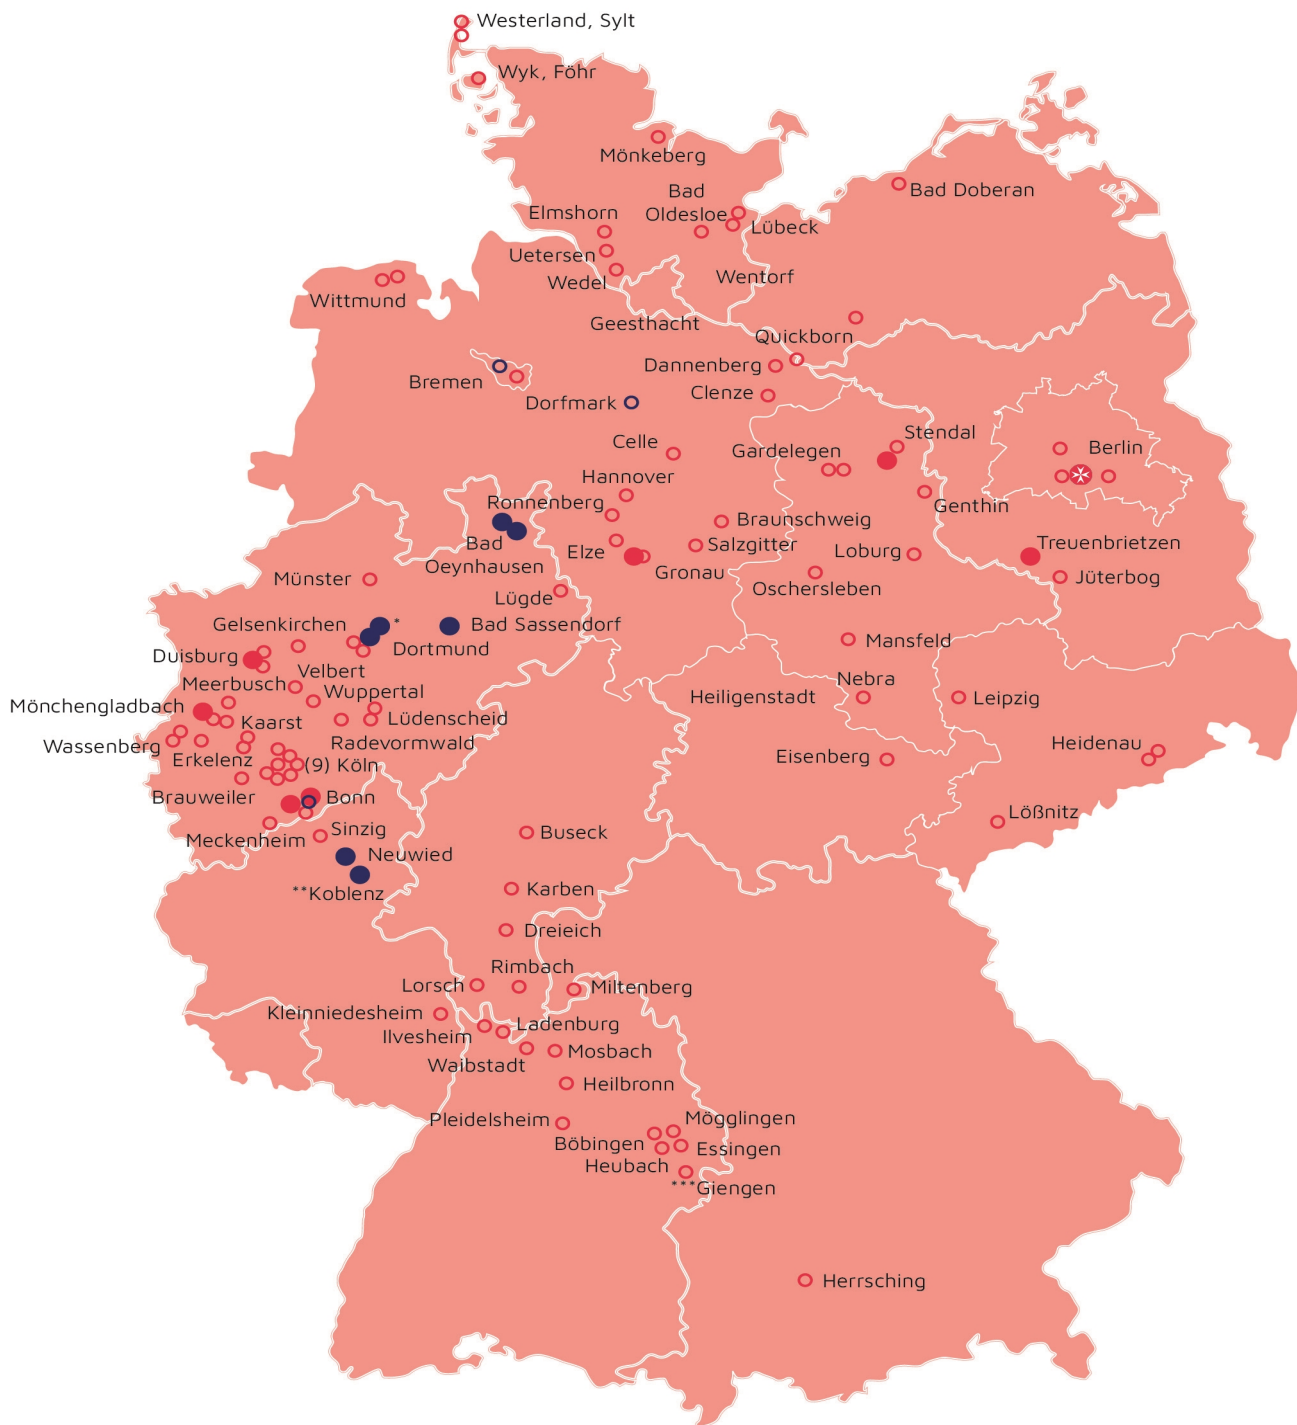 Westerland, Sylt
Wyk, Föhr
Mönkeberg
Bad
Oldesloe
Bad Doberan
Elmshorn
Lübeck
Uetersen
Wedel
Wentorf
Wittmund
Geesthacht
Quickborn
Dannenberg
Bremen
Clenze
Dorfmark
Stendal
Celle
Gardelegen
Berlin
Hannover
Ronnenberg
Genthin
Braunschweig
Bad
Oeynhausen
Elze
Salzgitter
Treuenbrietzen
Loburg
Gronau
Münster
Jüterbog
Oschersleben
Lügde
Gelsenkirchen
*
Bad Sassendorf
Dortmund
Mansfeld
Duisburg
Velbert
Nebra
Meerbusch
Wuppertal
Heiligenstadt
Leipzig
Mönchengladbach
Kaarst
Lüdenscheid
Wassenberg
Radevormwald
Heidenau
Erkelenz
(9) Köln
Eisenberg
Brauweiler
Bonn
Lößnitz
Meckenheim
Sinzig
Buseck
Neuwied
**Koblenz
Karben
Dreieich
Rimbach
Lorsch
Miltenberg
Kleinniedesheim
Ladenburg
Ilvesheim
Mosbach
Waibstadt
Heilbronn
Pleidelsheim
Mögglingen
Böbingen
Essingen
Heubach
***Giengen
Herrsching